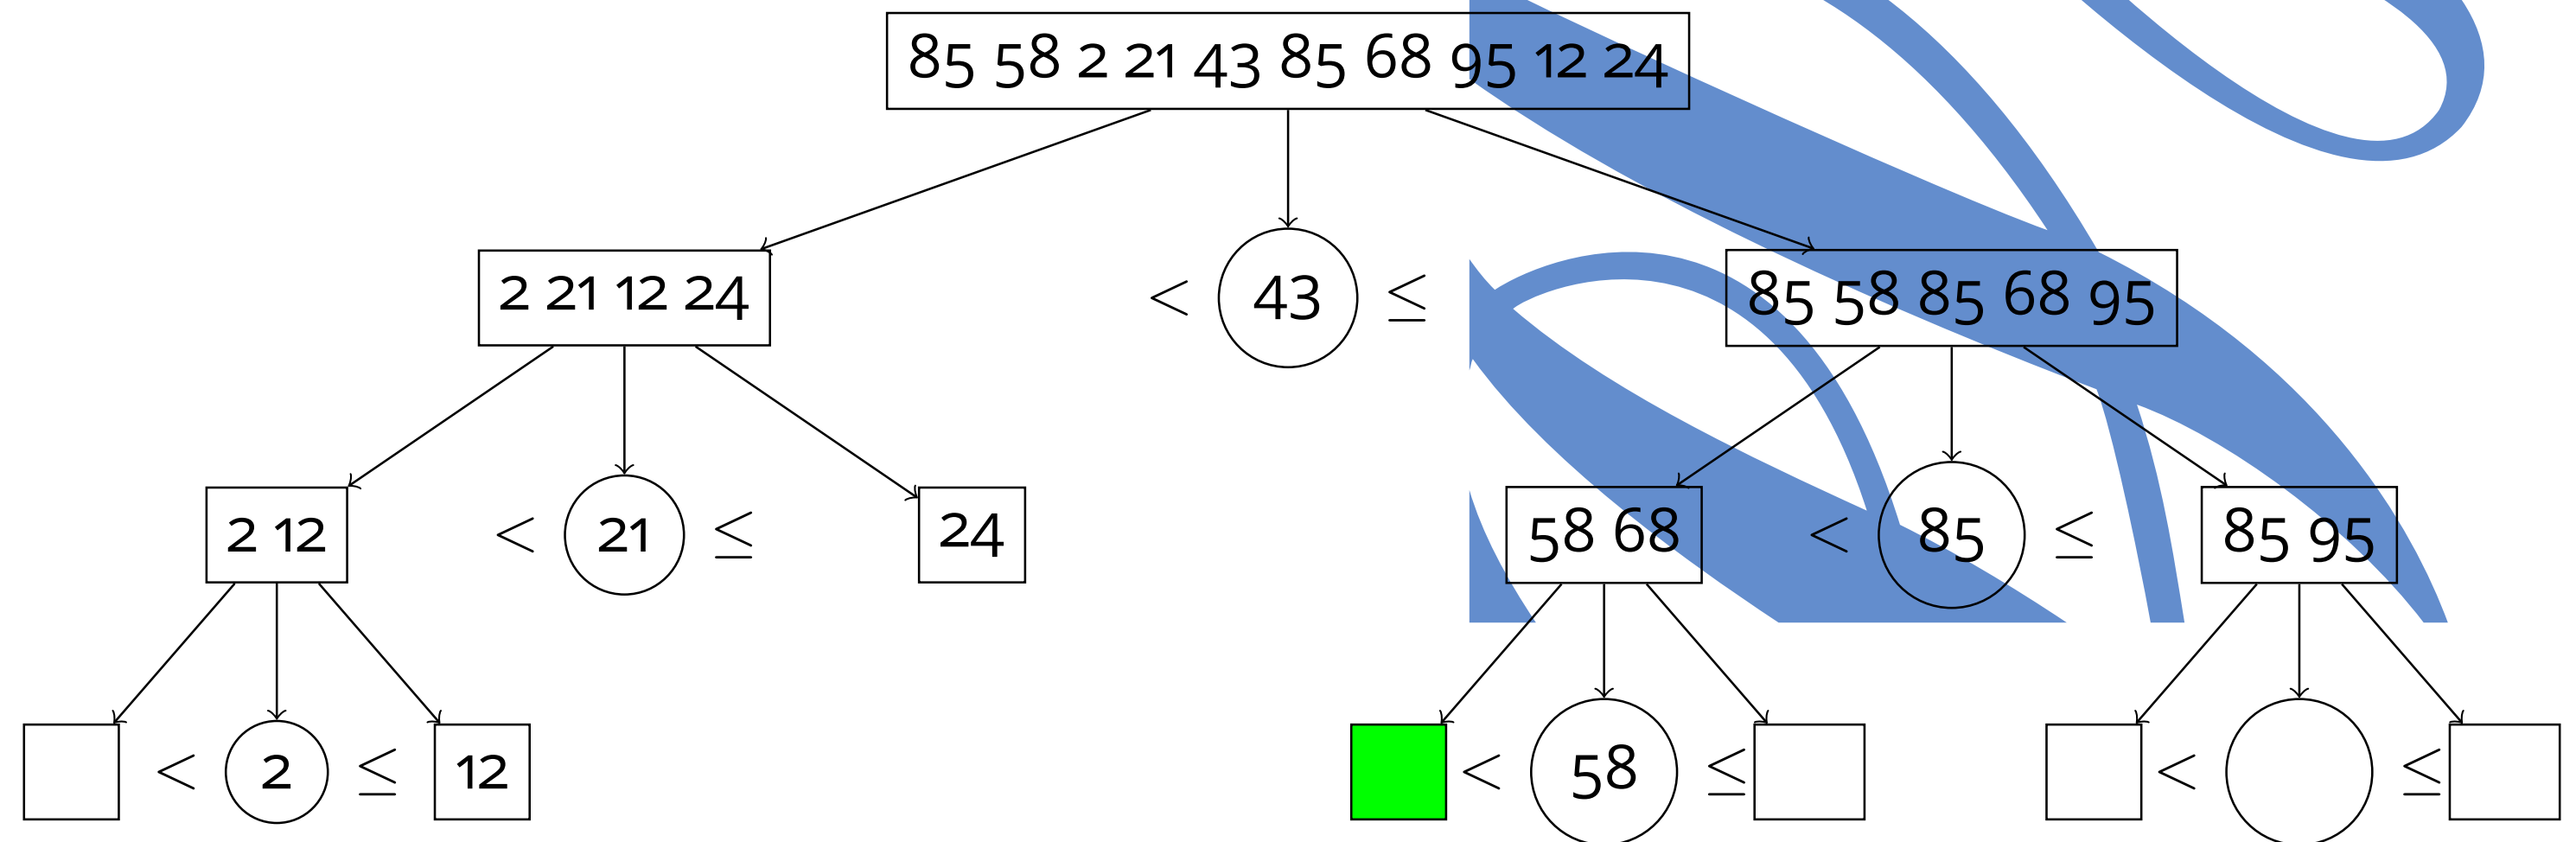 85 58 2 21 43 85 68 95 12 24
2 21 12 24 < 43 ≤ 85 58 85 68 95
2 12 < 21 ≤ 24 58 68 < 85 ≤ 85 95
< 2 ≤ 12 < 58 ≤ < ≤